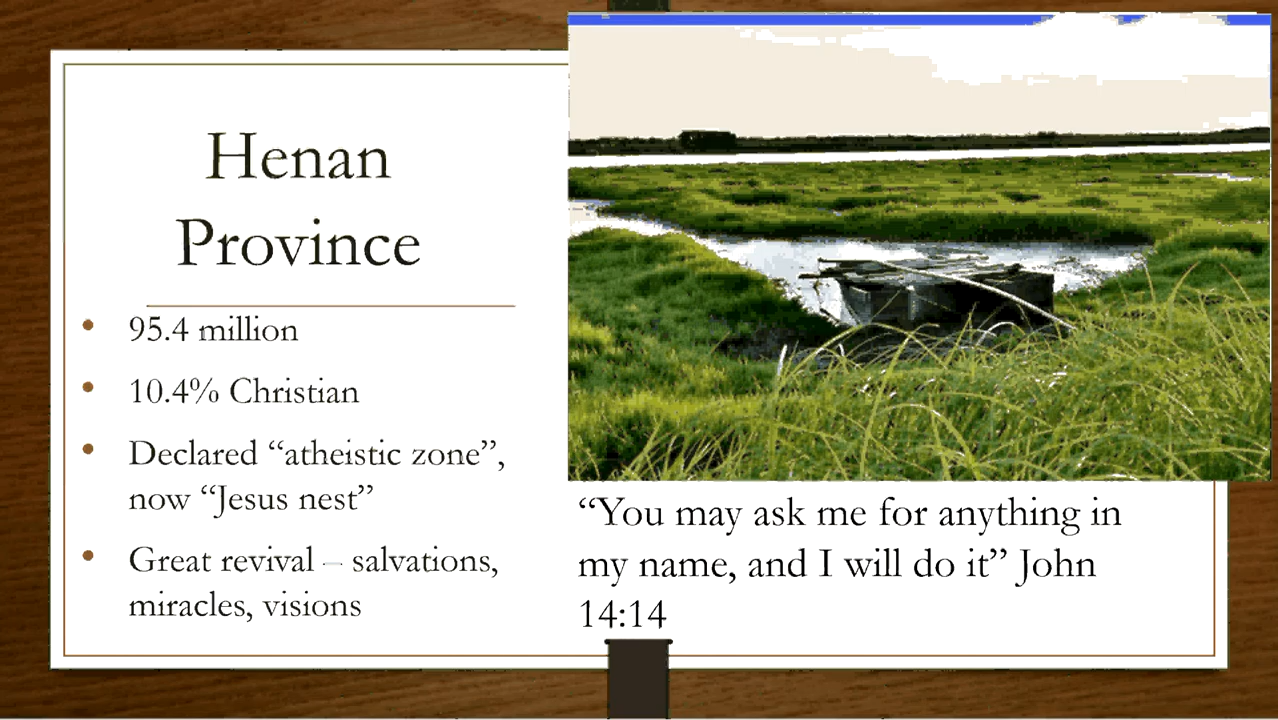 Henan
Province
• 95.4 million
• 10.4% Christian
• Declared “atheistic zone”,
now “Jesus nest”
• Great revival – salvations,
miracles, visions
“You may ask me for anything in
my name, and I will do it” John
14:14